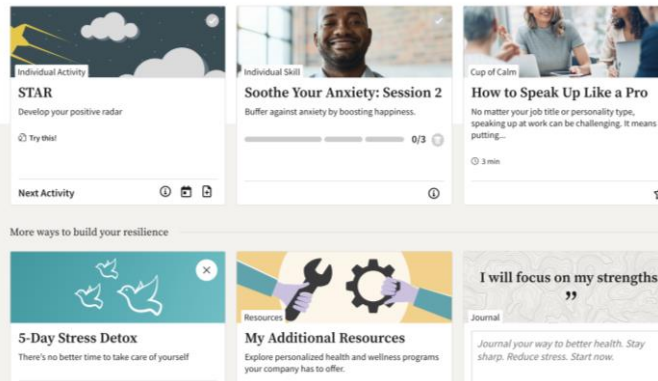 Individual Activity
STAR
Develop your positive radar
Try this!
Next Activity
Individual Skill
Soothe Your Anxiety: Session 2
Buffer against anxiety by boosting happiness.
0/3
Cup of Calm
How to Speak Up Like a Pro
No matter your job title or personality type,
speaking up at work can be challenging. It means
putting...
3 min
More ways to build your resilience
5-Day Stress Detox
There's no better time to take care of yourself
Resources
My Additional Resources
Explore personalized health and wellness programs
your company has to offer.
I will focus on my strengths
”
Journal
Journal your way to better health. Stay
sharp. Reduce stress. Start now.